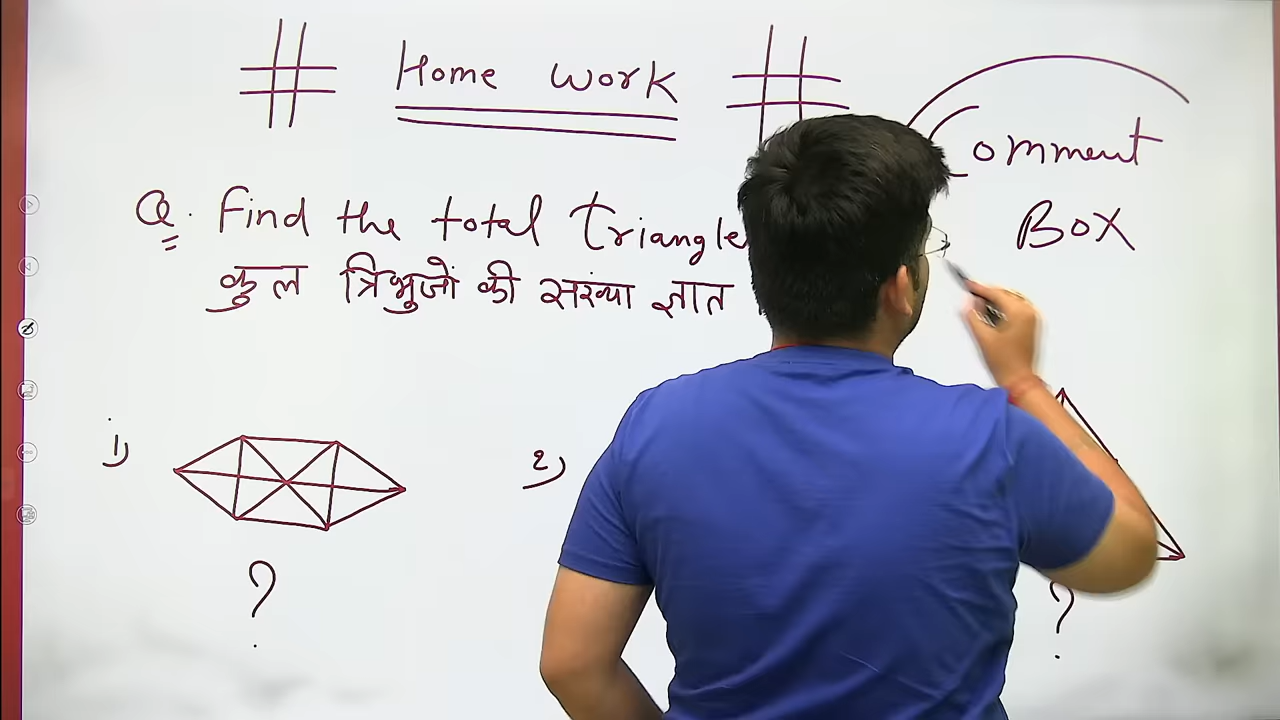 # Home work #
Comment
Box
Q. Find the total Triangle
कुल त्रिभुजों की संख्या ज्ञात
1)
2)
?
?